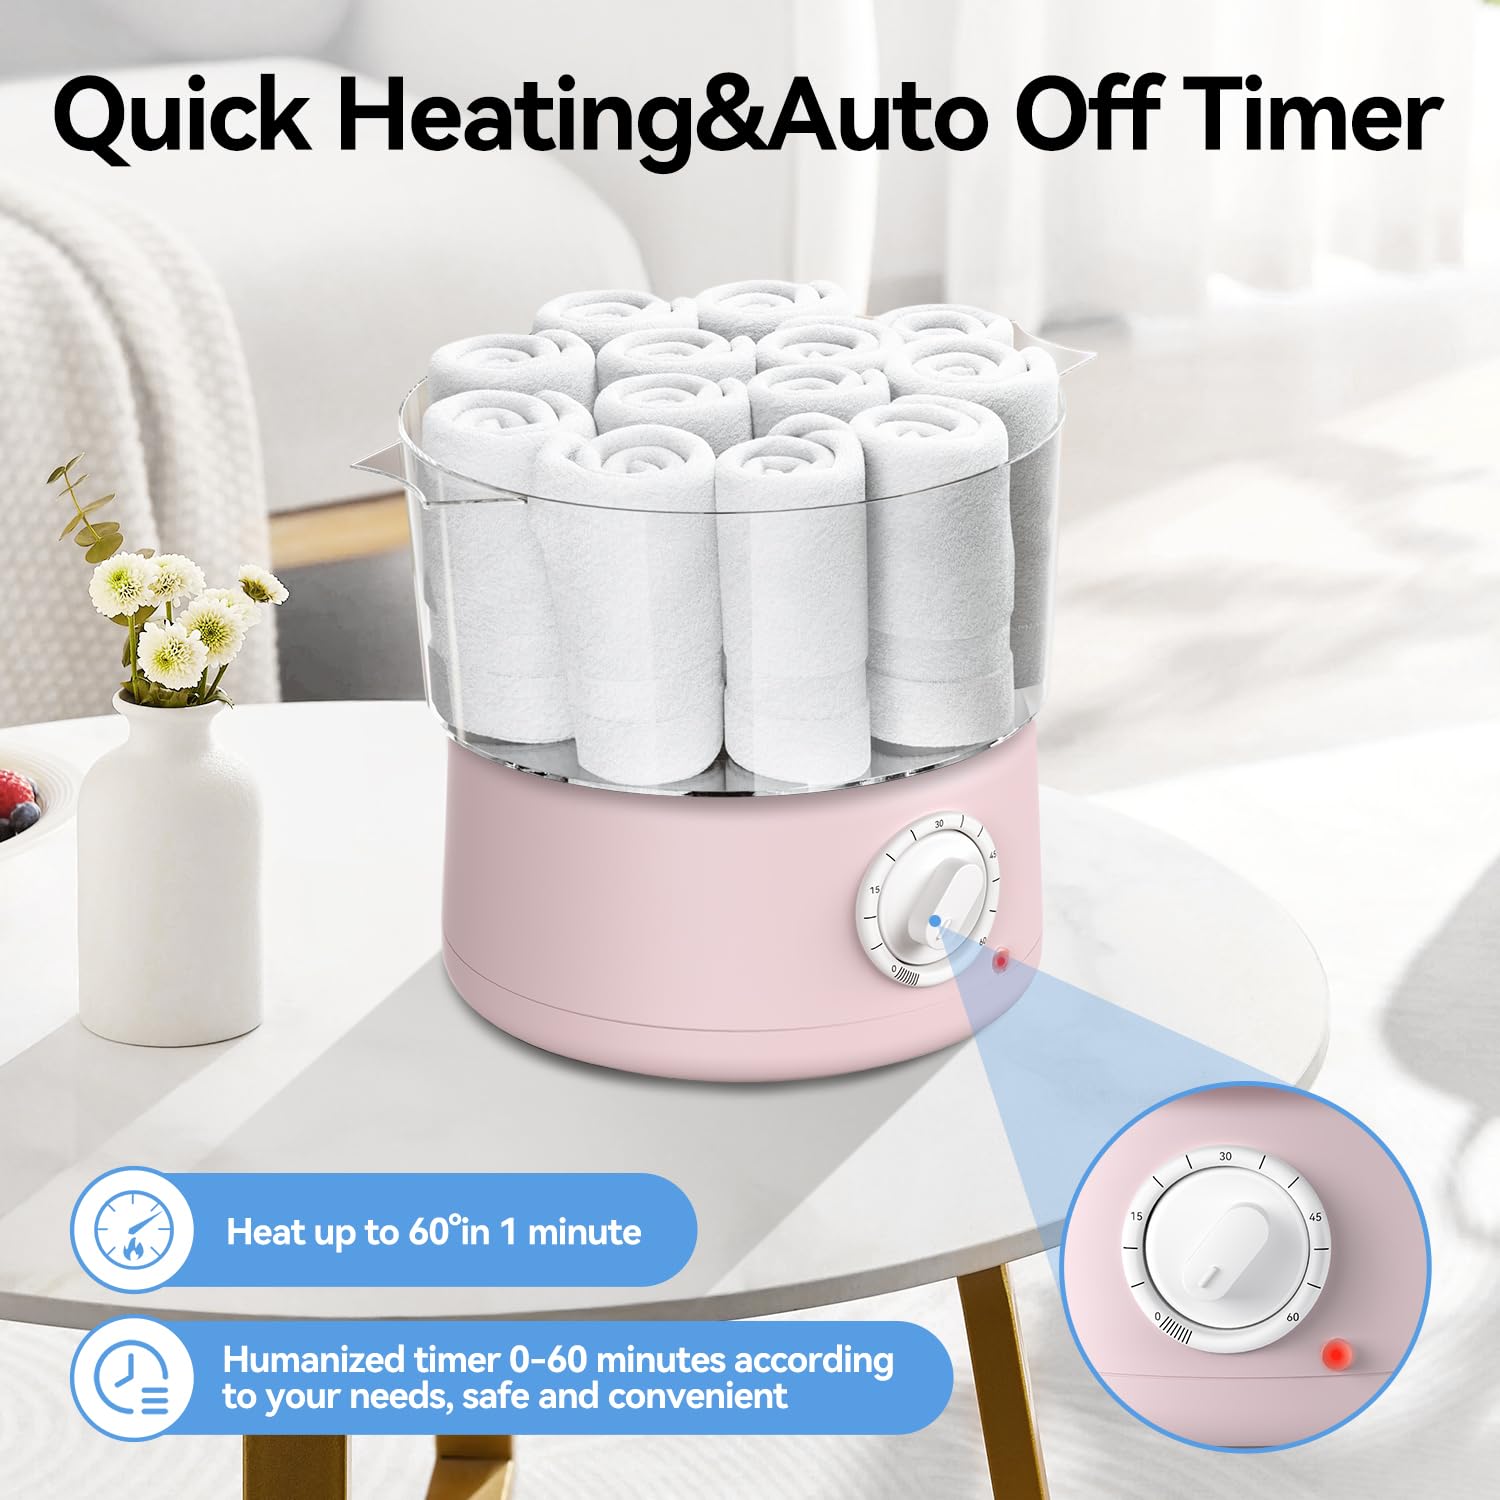 Quick Heating&Auto Off Timer
30
45
15
60
0
Heat up to 60°in 1 minute
30
15
45
0
60
Humanized timer 0-60 minutes according
to your needs, safe and convenient